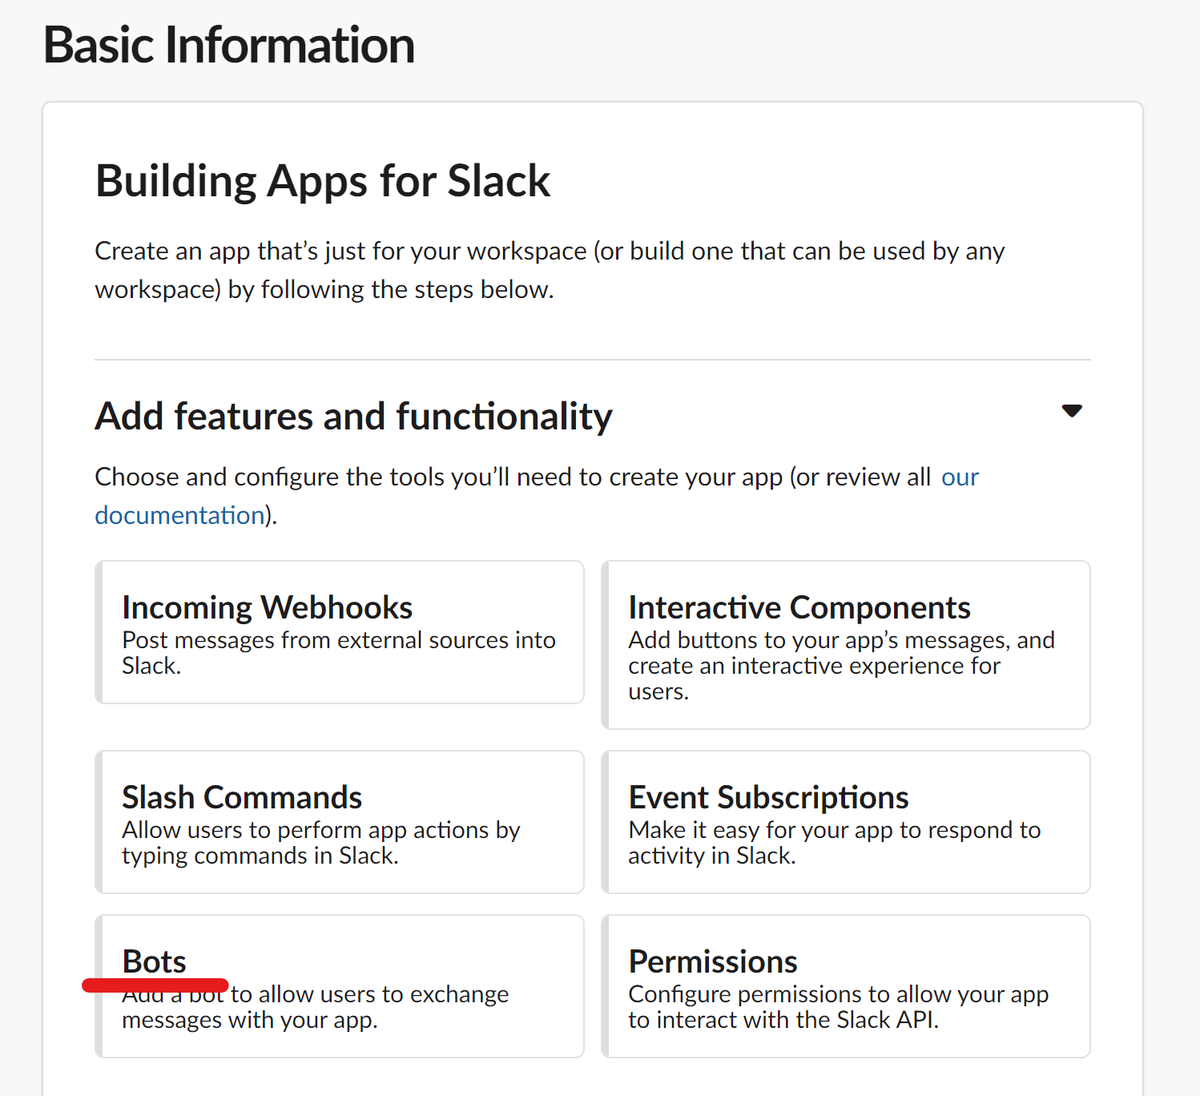 Basic Information
Building Apps for Slack
Create an app that’s just for your workspace (or build one that can be used by any
workspace) by following the steps below.
Add features and functionality
Choose and configure the tools you’ll need to create your app (or review all our
documentation).
Incoming Webhooks
Post messages from external sources into
Slack.
Interactive Components
Add buttons to your app’s messages, and
create an interactive experience for
users.
Slash Commands
Allow users to perform app actions by
typing commands in Slack.
Event Subscriptions
Make it easy for your app to respond to
activity in Slack.
Bots
Add a bot to allow users to exchange
messages with your app.
Permissions
Configure permissions to allow your app
to interact with the Slack API.